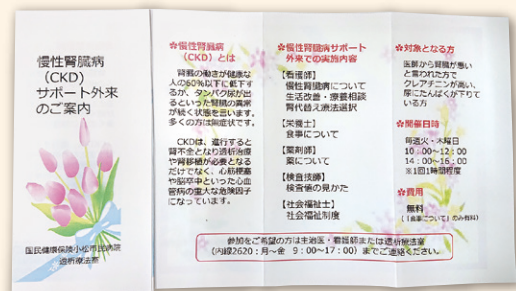 慢性腎臓病
（CKD）
サポート外来
のご案内
国民健康保険小松市民病院
透析療法室
✿慢性腎臓病
（CKD）とは
腎臓の働きが健康な
人の60％以下に低下す
るか、タンパク尿が出
るといった腎臓の異常
が続く状態を言います。
多くの方は無症状です。
CKDは、進行すると
腎不全となり透析治療
や腎移植が必要となる
だけでなく、心筋梗塞
や脳卒中といった心血
管病の重大な危険因子
になっています。
✿慢性腎臓病サポート
外来での実施内容
【看護師】
慢性腎臓病について
生活改善・療養相談
腎代替え療法選択
【栄養士】
食事について
【薬剤師】
薬について
【検査技師】
検査値の見かた
【社会福祉士】
社会福祉制度
✿対象となる方
医師から腎臓が悪い
と言われた方で
クレアチニンが高い、
尿にたんぱくが下りて
いる方
✿開催日時
毎週火・木曜日
10：00～12：00
14：00～16：00
※1回1時間程度
✿費用
無料
（「食事について」のみ有料）
参加をご希望の方は主治医・看護師または透析療法室
（内線2620：月～金　9：00～17：00）までご連絡ください。